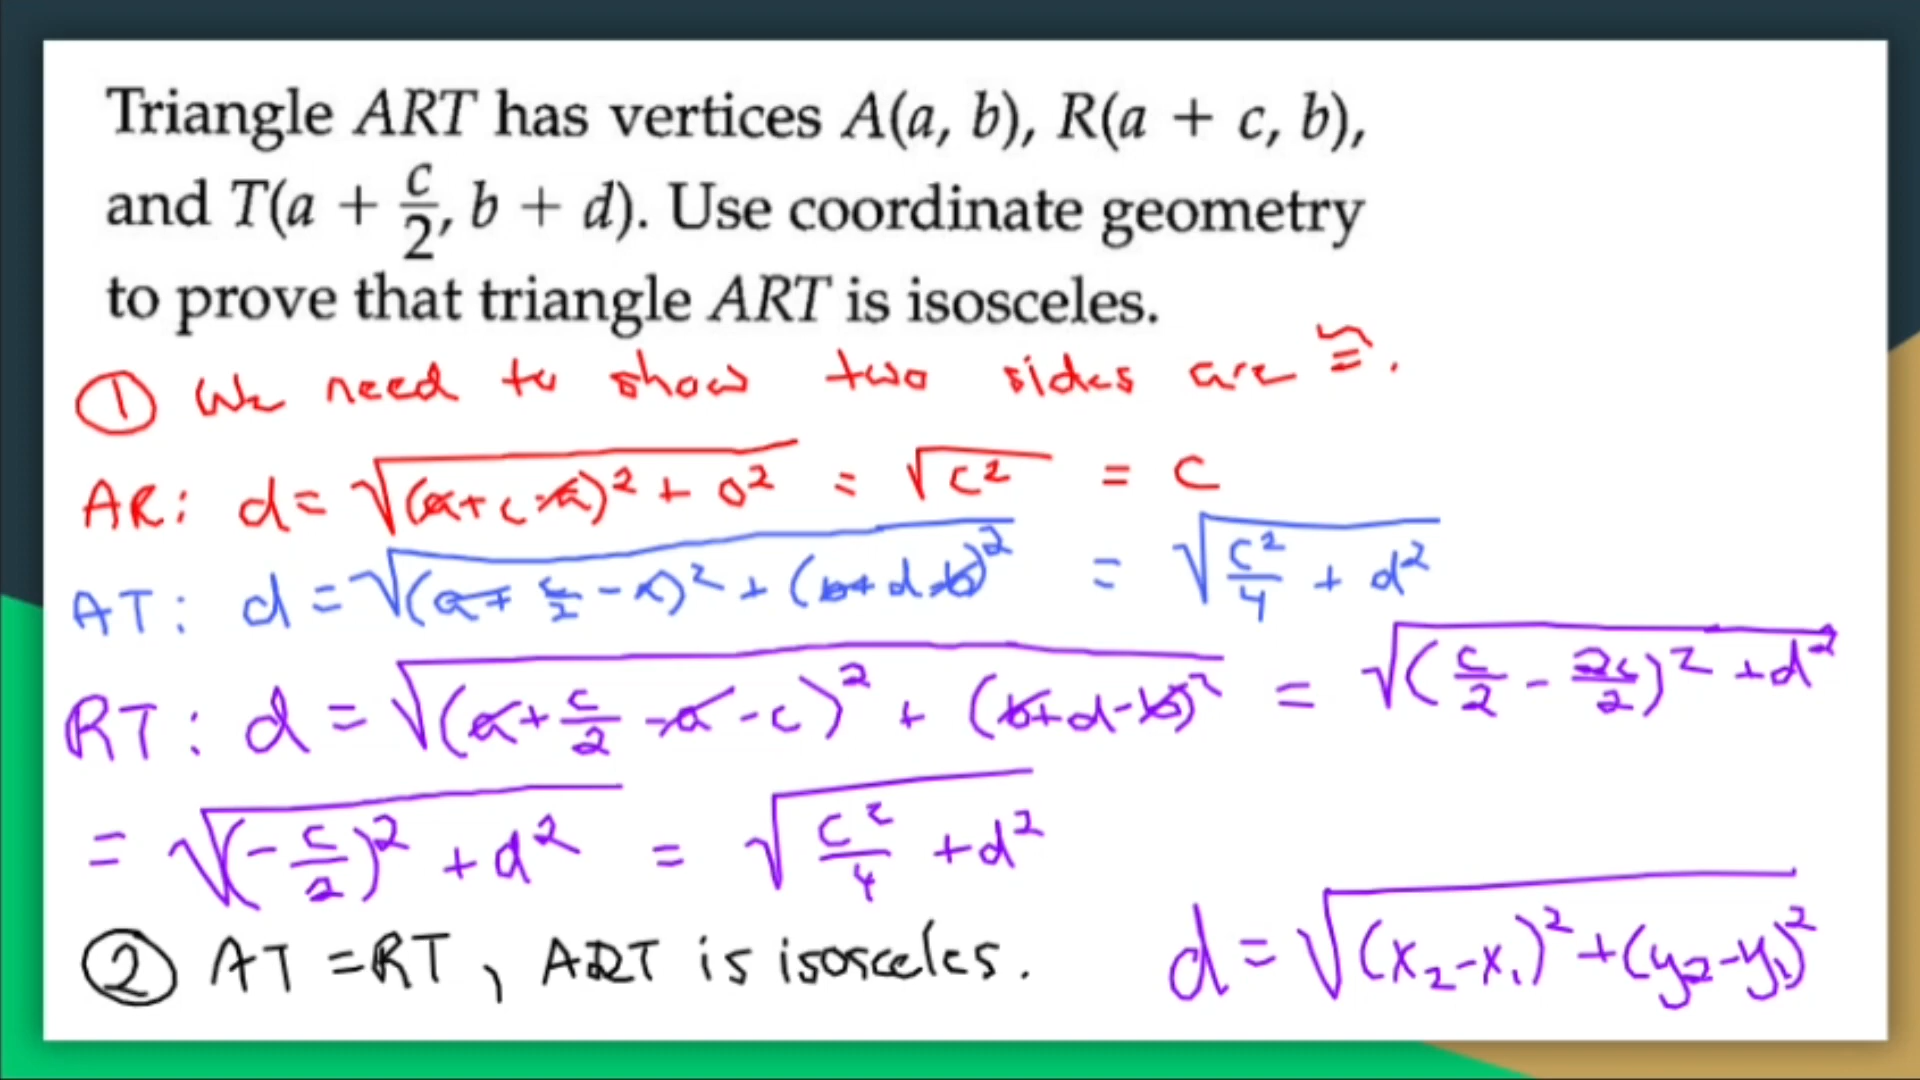 Triangle ART has vertices A(a, b), R(a + c, b),
and T(a + c/2, b + d). Use coordinate geometry
to prove that triangle ART is isosceles.
① We need to show two sides are ≅.
AR: d = √((a+c-a)² + 0²) = √(c²) = c
AT: d = √((a + c/2 - a)² + (b+d-b)²) = √(c²/4 + d²)
RT: d = √((a + c/2 - a - c)² + (b+d-b)²) = √((c/2 - 2c/2)² + d²)
= √((-c/2)² + d²) = √(c²/4 + d²)
② AT = RT, ART is isosceles.
d = √((x₂-x₁)² + (y₂-y₁)²)